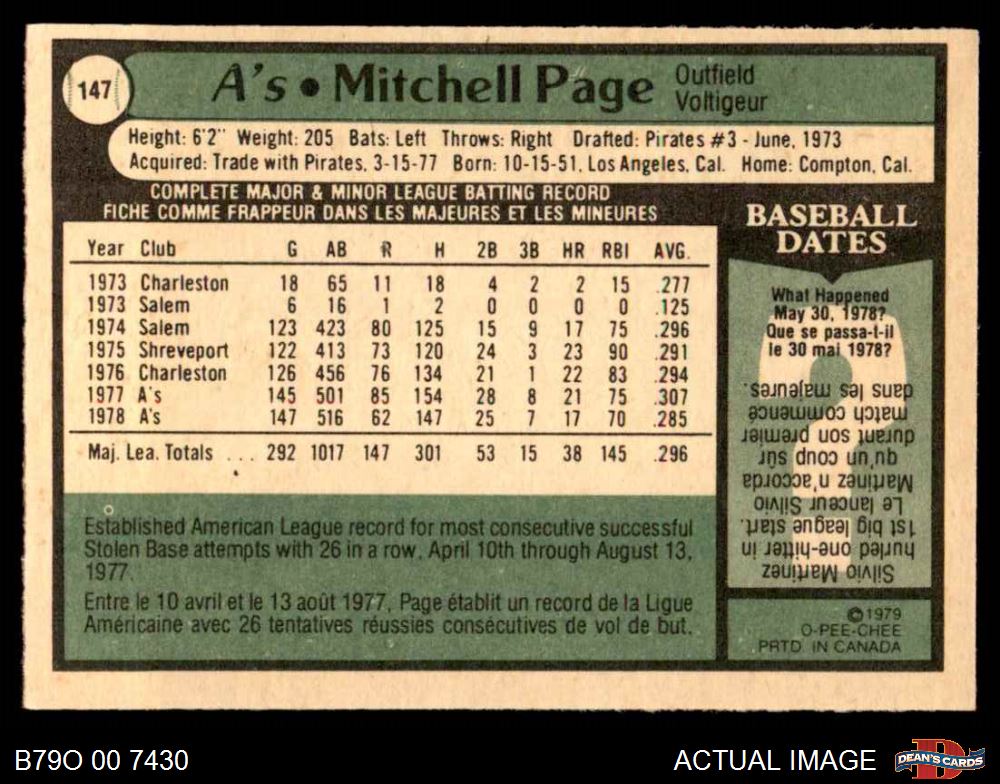 147
A's • Mitchell Page
Outfield
Voltigeur
Height: 6'2" Weight: 205 Bats: Left Throws: Right Drafted: Pirates #3 - June, 1973
Acquired: Trade with Pirates, 3-15-77 Born: 10-15-51, Los Angeles, Cal. Home: Compton, Cal.
COMPLETE MAJOR & MINOR LEAGUE BATTING RECORD
FICHE COMME FRAPPEUR DANS LES MAJEURES ET LES MINEURES
Year Club G AB R H 2B 3B HR RBI AVG.
1973 Charleston 18 65 11 18 4 2 2 15 .277
1973 Salem 6 16 1 2 0 0 0 0 .125
1974 Salem 123 423 80 125 15 9 17 75 .296
1975 Shreveport 122 413 73 120 24 3 23 90 .291
1976 Charleston 126 456 76 134 21 1 22 83 .294
1977 A's 145 501 85 154 28 8 21 75 .307
1978 A's 147 516 62 147 25 7 17 70 .285
Maj. Lea. Totals ... 292 1017 147 301 53 15 38 145 .296
Established American League record for most consecutive successful
Stolen Base attempts with 26 in a row, April 10th through August 13,
1977.
Entre le 10 avril et le 13 août 1977, Page établit un record de la Ligue
Américaine avec 26 tentatives réussies consécutives de vol de but.
BASEBALL
DATES
What Happened
May 30, 1978?
Que se passa-t-il
le 30 mai 1978?
Silvio Martinez
hurled one-hitter in
1st big league start.
Le lanceur Silvio
Martinez n'accorda
qu'un coup sûr
durant son premier
match commencé
dans les majeures.
©1979
O-PEE-CHEE
PRTD. IN CANADA
B79O 00 7430
ACTUAL IMAGE
DEAN'S CARDS